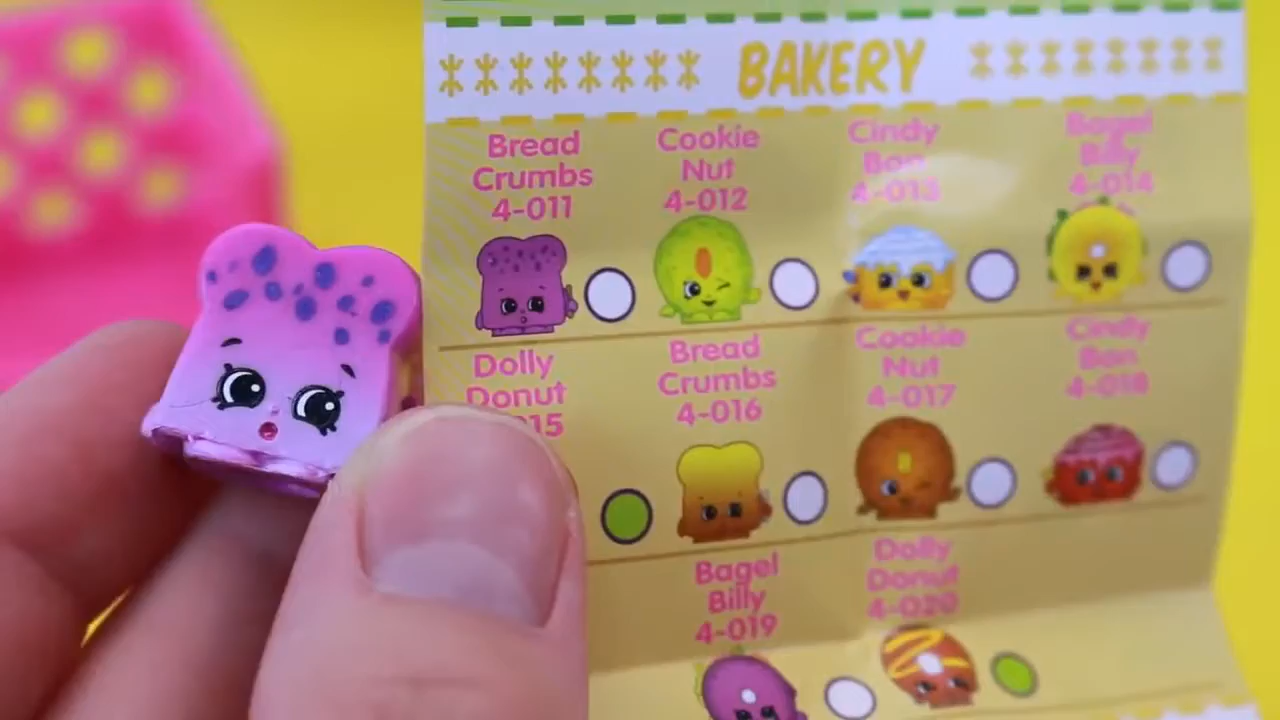 BAKERY
Bread
Crumbs
4-011
Cookie
Nut
4-012
Cindy
Bon
4-013
Bagel
Billy
4-014
Dolly
Donut
15
Bread
Crumbs
4-016
Cookie
Nut
4-017
Cindy
Bon
4-018
Bagel
Billy
4-019
Dolly
Donut
4-020